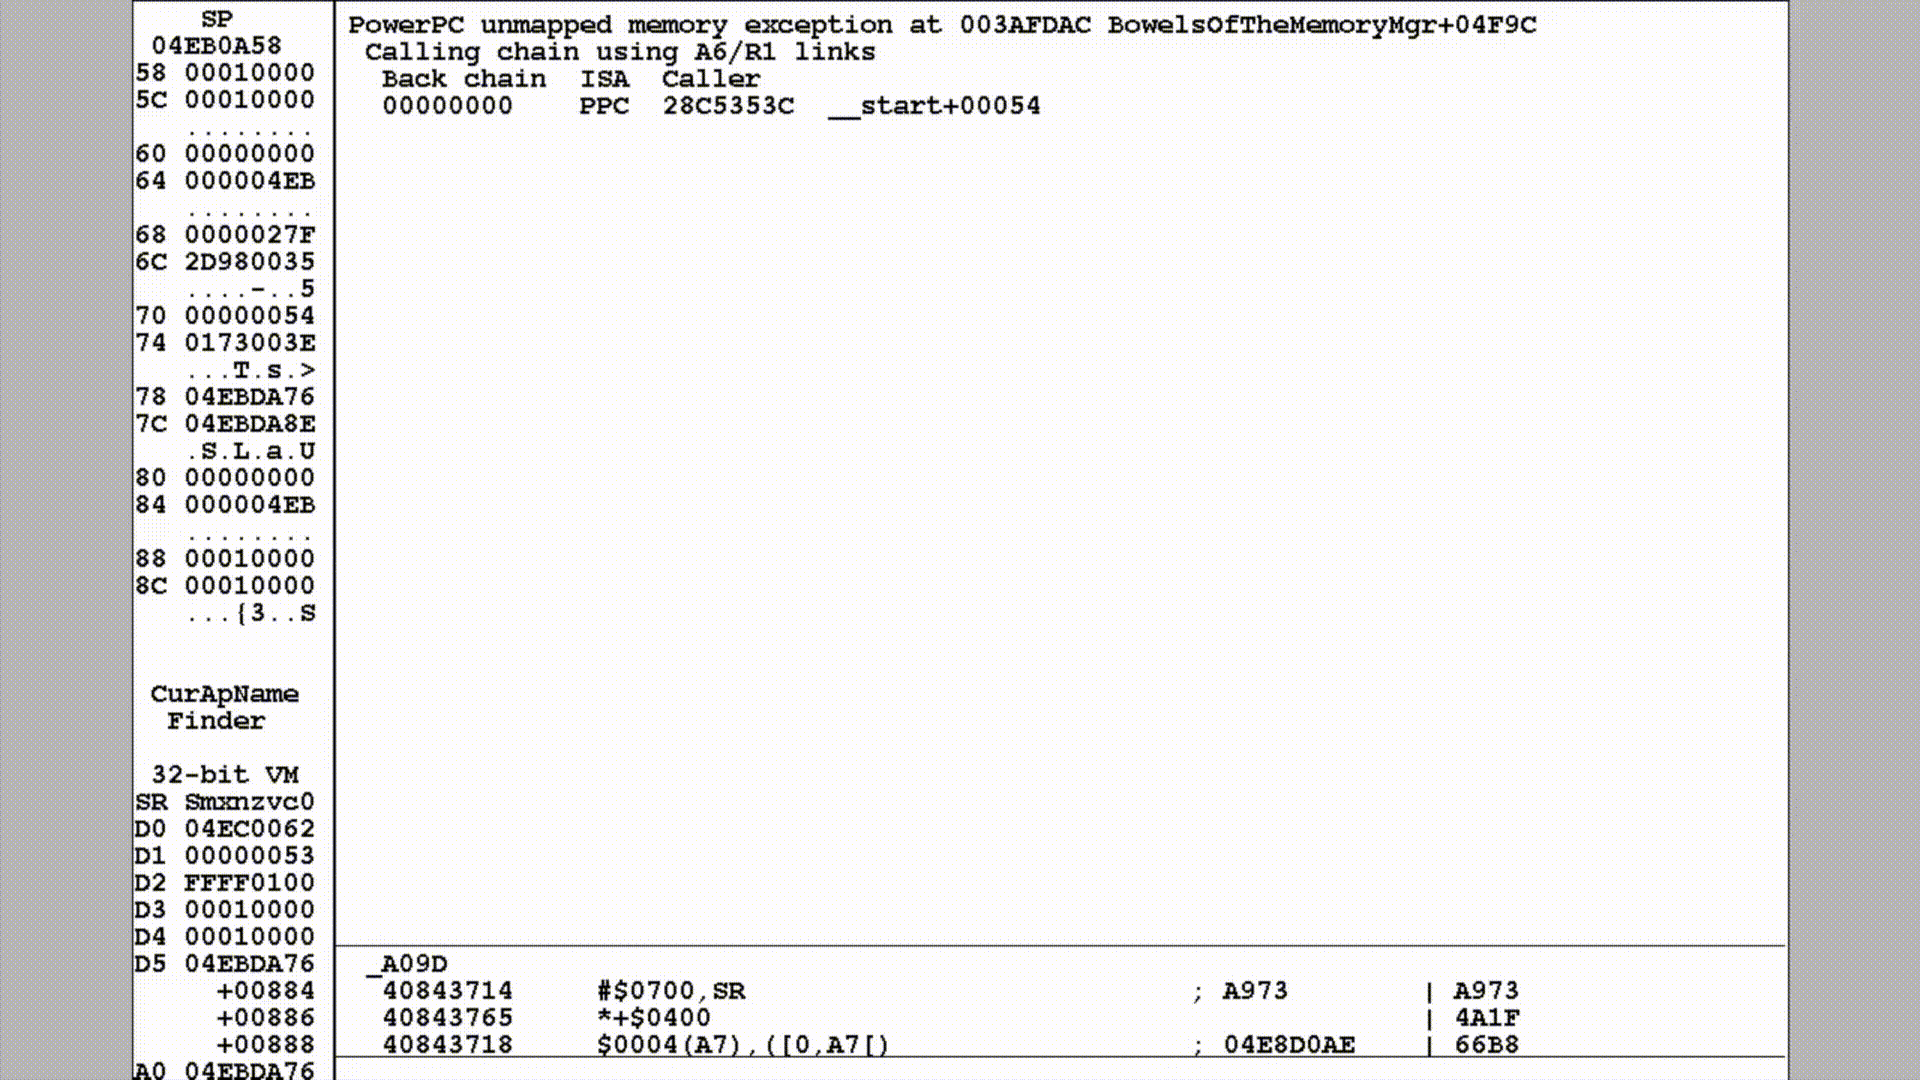 SP
04EB0A58
58 00010000
5C 00010000
........
60 00000000
64 000004EB
........
68 0000027F
6C 2D980035
....-..5
70 00000054
74 0173003E
...T.s.>
78 04EBDA76
7C 04EBDA8E
.S.L.a.U
80 00000000
84 000004EB
........
88 00010000
8C 00010000
...{3..S
CurApName
Finder
32-bit VM
SR Smxnzvc0
D0 04EC0062
D1 00000053
D2 FFFF0100
D3 00010000
D4 00010000
D5 04EBDA76
+00884
+00886
+00888
A0 04EBDA76
PowerPC unmapped memory exception at 003AFDAC BowelsOfTheMemoryMgr+04F9C
Calling chain using A6/R1 links
Back chain ISA Caller
00000000 PPC 28C5353C __start+00054
_A09D
40843714 #$0700,SR ; A973 | A973
40843765 *+$0400 | 4A1F
40843718 $0004(A7),([0,A7[) ; 04E8D0AE | 66B8